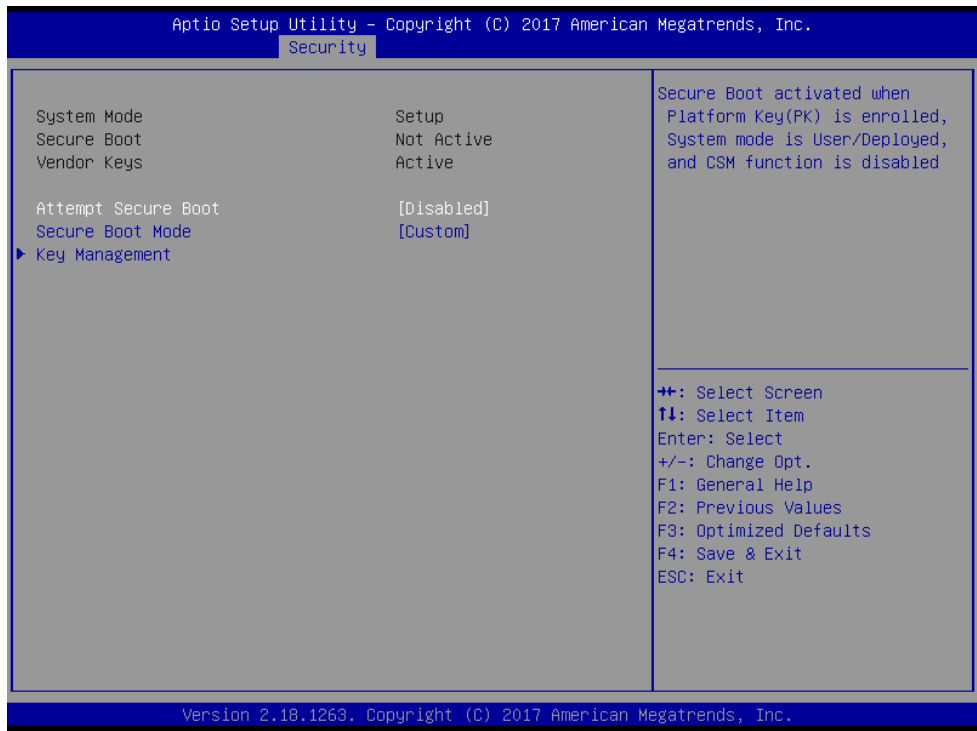 Aptio Setup Utility – Copyright (C) 2017 American Megatrends, Inc.
Security
System Mode Setup
Secure Boot Not Active
Vendor Keys Active
Attempt Secure Boot [Disabled]
Secure Boot Mode [Custom]
▶ Key Management
Secure Boot activated when
Platform Key(PK) is enrolled,
System mode is User/Deployed,
and CSM function is disabled
→←: Select Screen
↑↓: Select Item
Enter: Select
+/-: Change Opt.
F1: General Help
F2: Previous Values
F3: Optimized Defaults
F4: Save & Exit
ESC: Exit
Version 2.18.1263. Copyright (C) 2017 American Megatrends, Inc.